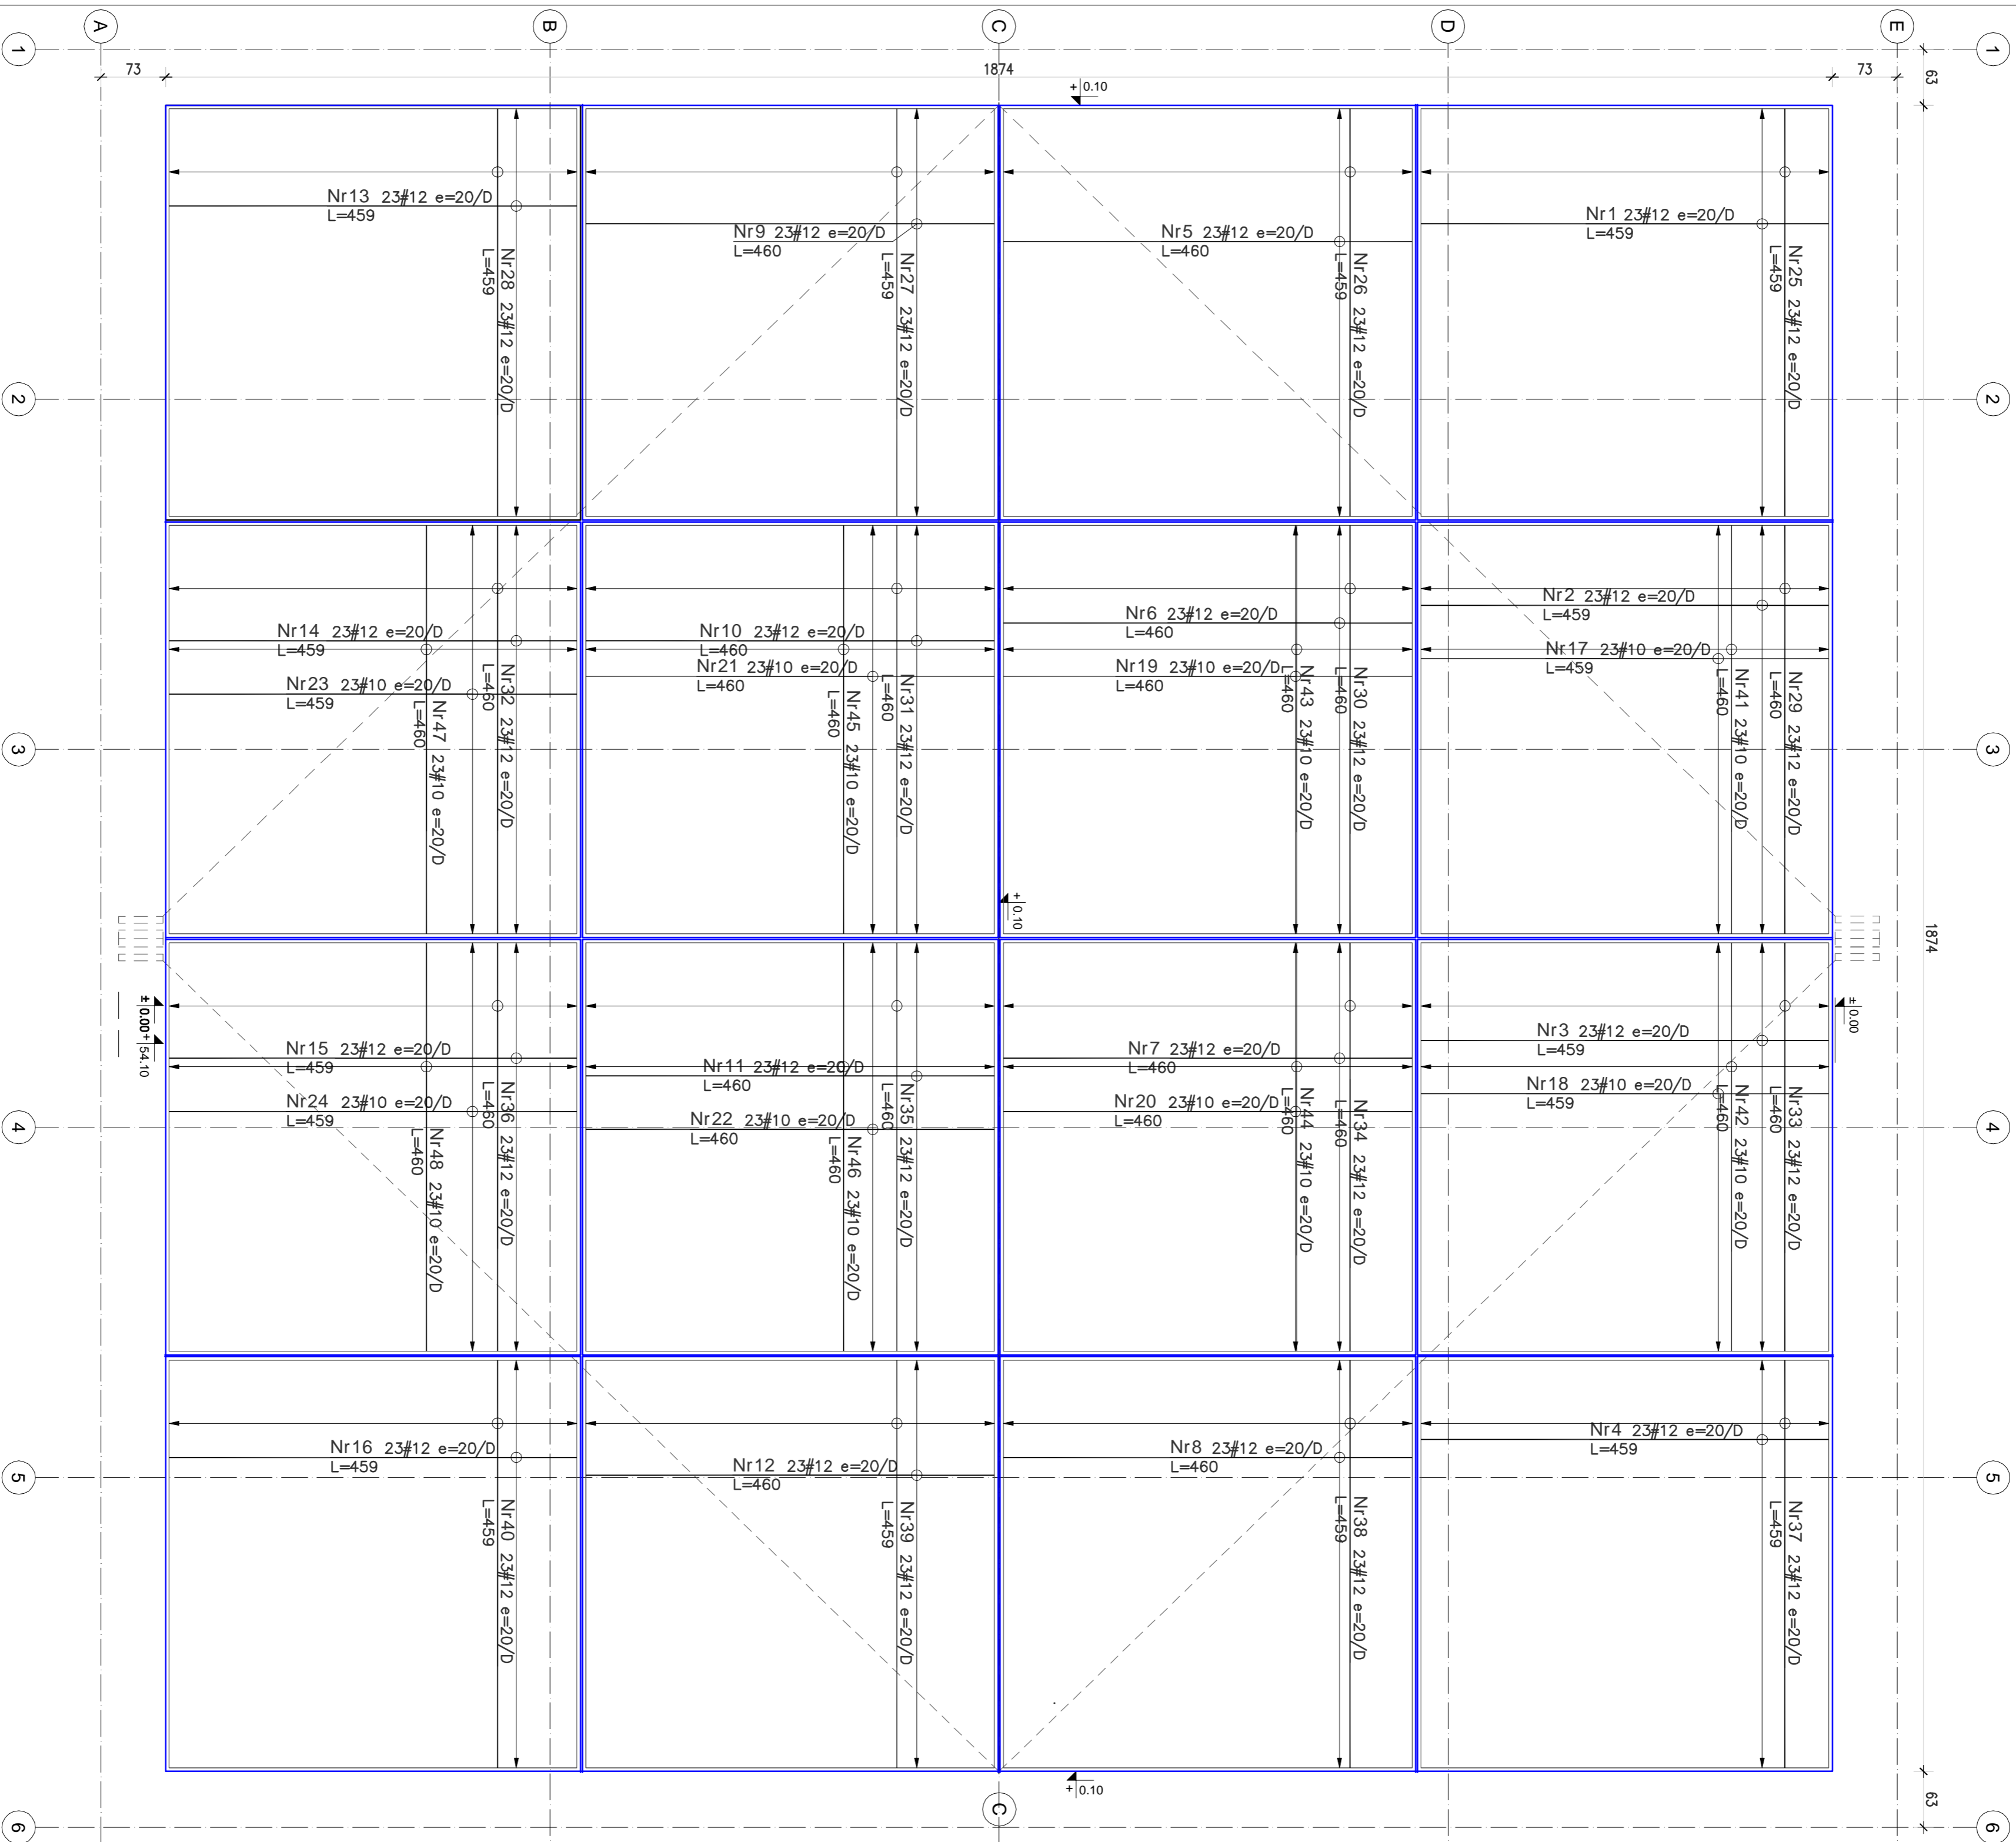 A
B
C
D
E
1
1
73
1874
73
63
+ 0.10
Nr13 23#12 e=20/D
L=459
Nr28 23#12 e=20/D
L=459
Nr9 23#12 e=20/D
L=460
Nr27 23#12 e=20/D
L=459
Nr5 23#12 e=20/D
L=460
Nr26 23#12 e=20/D
L=459
Nr1 23#12 e=20/D
L=459
Nr25 23#12 e=20/D
L=459
2
2
Nr14 23#12 e=20/D
L=459
Nr23 23#10 e=20/D
L=459
Nr47 23#10 e=20/D
L=460
Nr32 23#12 e=20/D
L=460
Nr10 23#12 e=20/D
L=460
Nr21 23#10 e=20/D
L=460
Nr45 23#10 e=20/D
L=460
Nr31 23#12 e=20/D
L=460
Nr6 23#12 e=20/D
L=460
Nr19 23#10 e=20/D
L=460
Nr43 23#10 e=20/D
L=460
Nr30 23#12 e=20/D
L=460
Nr2 23#12 e=20/D
L=459
Nr17 23#10 e=20/D
L=459
Nr41 23#10 e=20/D
L=460
Nr29 23#12 e=20/D
L=460
3
3
+ 0.10
1874
± 0.00
+ 54.10
± 0.00
Nr15 23#12 e=20/D
L=459
Nr24 23#10 e=20/D
L=459
Nr48 23#10 e=20/D
L=460
Nr36 23#12 e=20/D
L=460
Nr11 23#12 e=20/D
L=460
Nr22 23#10 e=20/D
L=460
Nr46 23#10 e=20/D
L=460
Nr35 23#12 e=20/D
L=460
Nr7 23#12 e=20/D
L=460
Nr20 23#10 e=20/D
L=460
Nr44 23#10 e=20/D
L=460
Nr34 23#12 e=20/D
L=460
Nr3 23#12 e=20/D
L=459
Nr18 23#10 e=20/D
L=459
Nr42 23#10 e=20/D
L=460
Nr33 23#12 e=20/D
L=460
4
4
Nr16 23#12 e=20/D
L=459
Nr40 23#12 e=20/D
L=459
Nr12 23#12 e=20/D
L=460
Nr39 23#12 e=20/D
L=459
Nr8 23#12 e=20/D
L=460
Nr38 23#12 e=20/D
L=459
Nr4 23#12 e=20/D
L=459
Nr37 23#12 e=20/D
L=459
5
5
+ 0.10
63
C
6
6